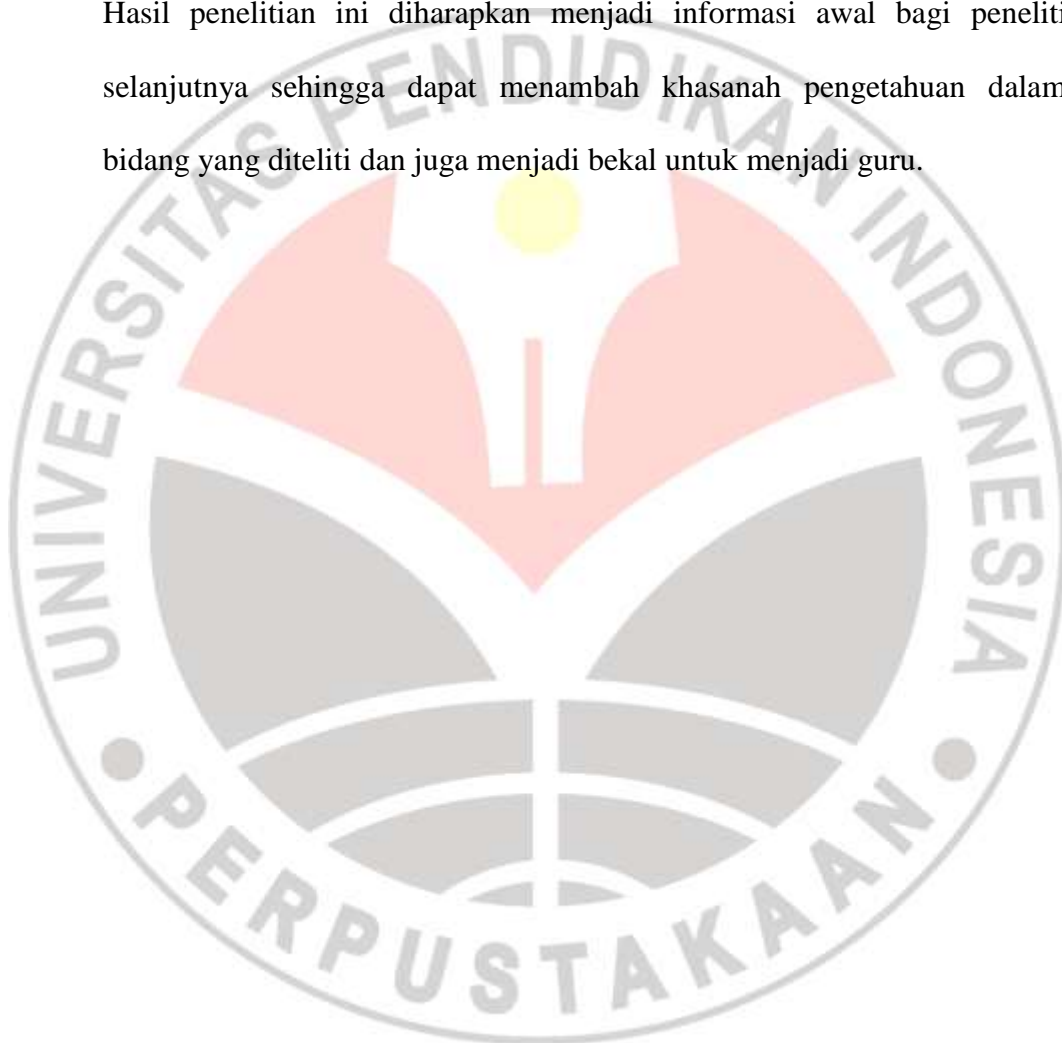 Hasil penelitian ini diharapkan menjadi informasi awal bagi peneliti
selanjutnya sehingga dapat menambah khasanah pengetahuan dalam
bidang yang diteliti dan juga menjadi bekal untuk menjadi guru.
UNIVERSITAS PENDIDIKAN INDONESIA
PERPUSTAKAAN